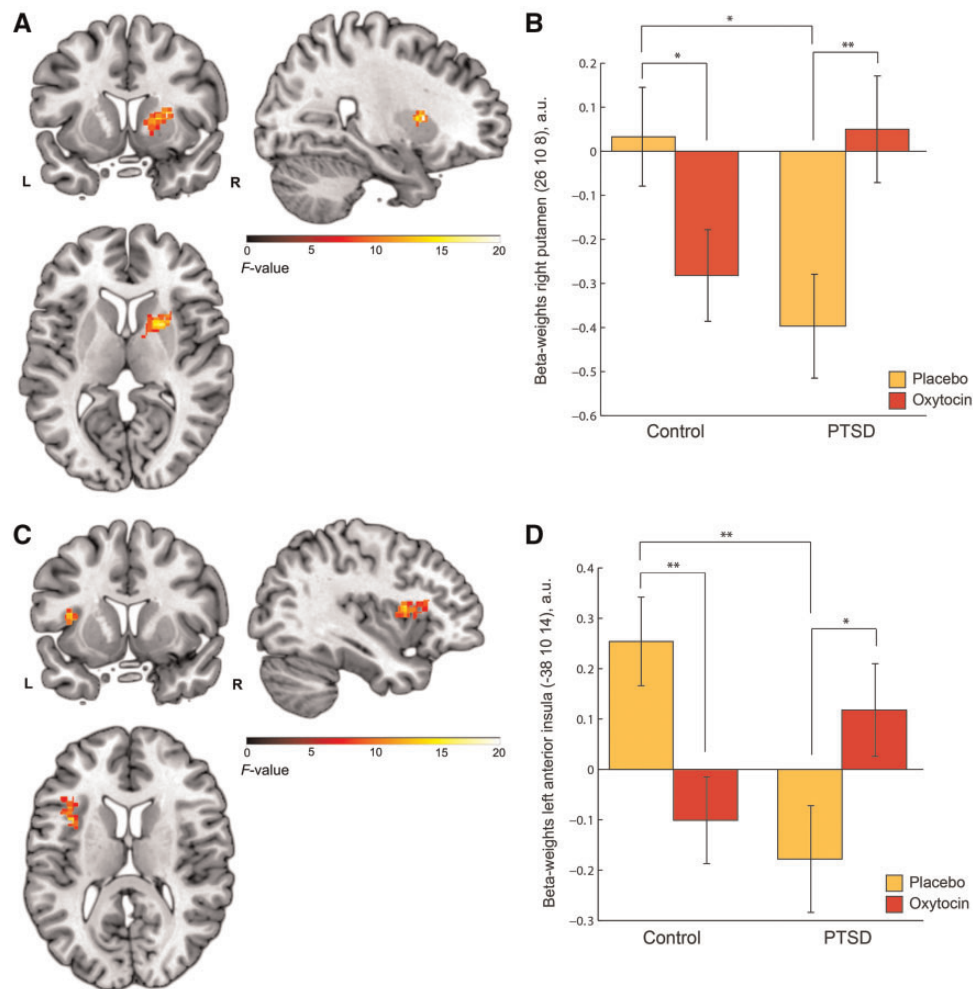 A
L
R
0
5
10
15
20
F-value
B
*
*
**
0.2
0.1
0
−0.1
−0.2
−0.3
−0.4
−0.5
−0.6
Beta-weights right putamen (26 10 8), a.u.
Placebo
Oxytocin
Control
PTSD
C
L
R
0
5
10
15
20
F-value
D
**
**
*
0.4
0.3
0.2
0.1
0
−0.1
−0.2
−0.3
Beta-weights left anterior insula (-38 10 14), a.u.
Placebo
Oxytocin
Control
PTSD